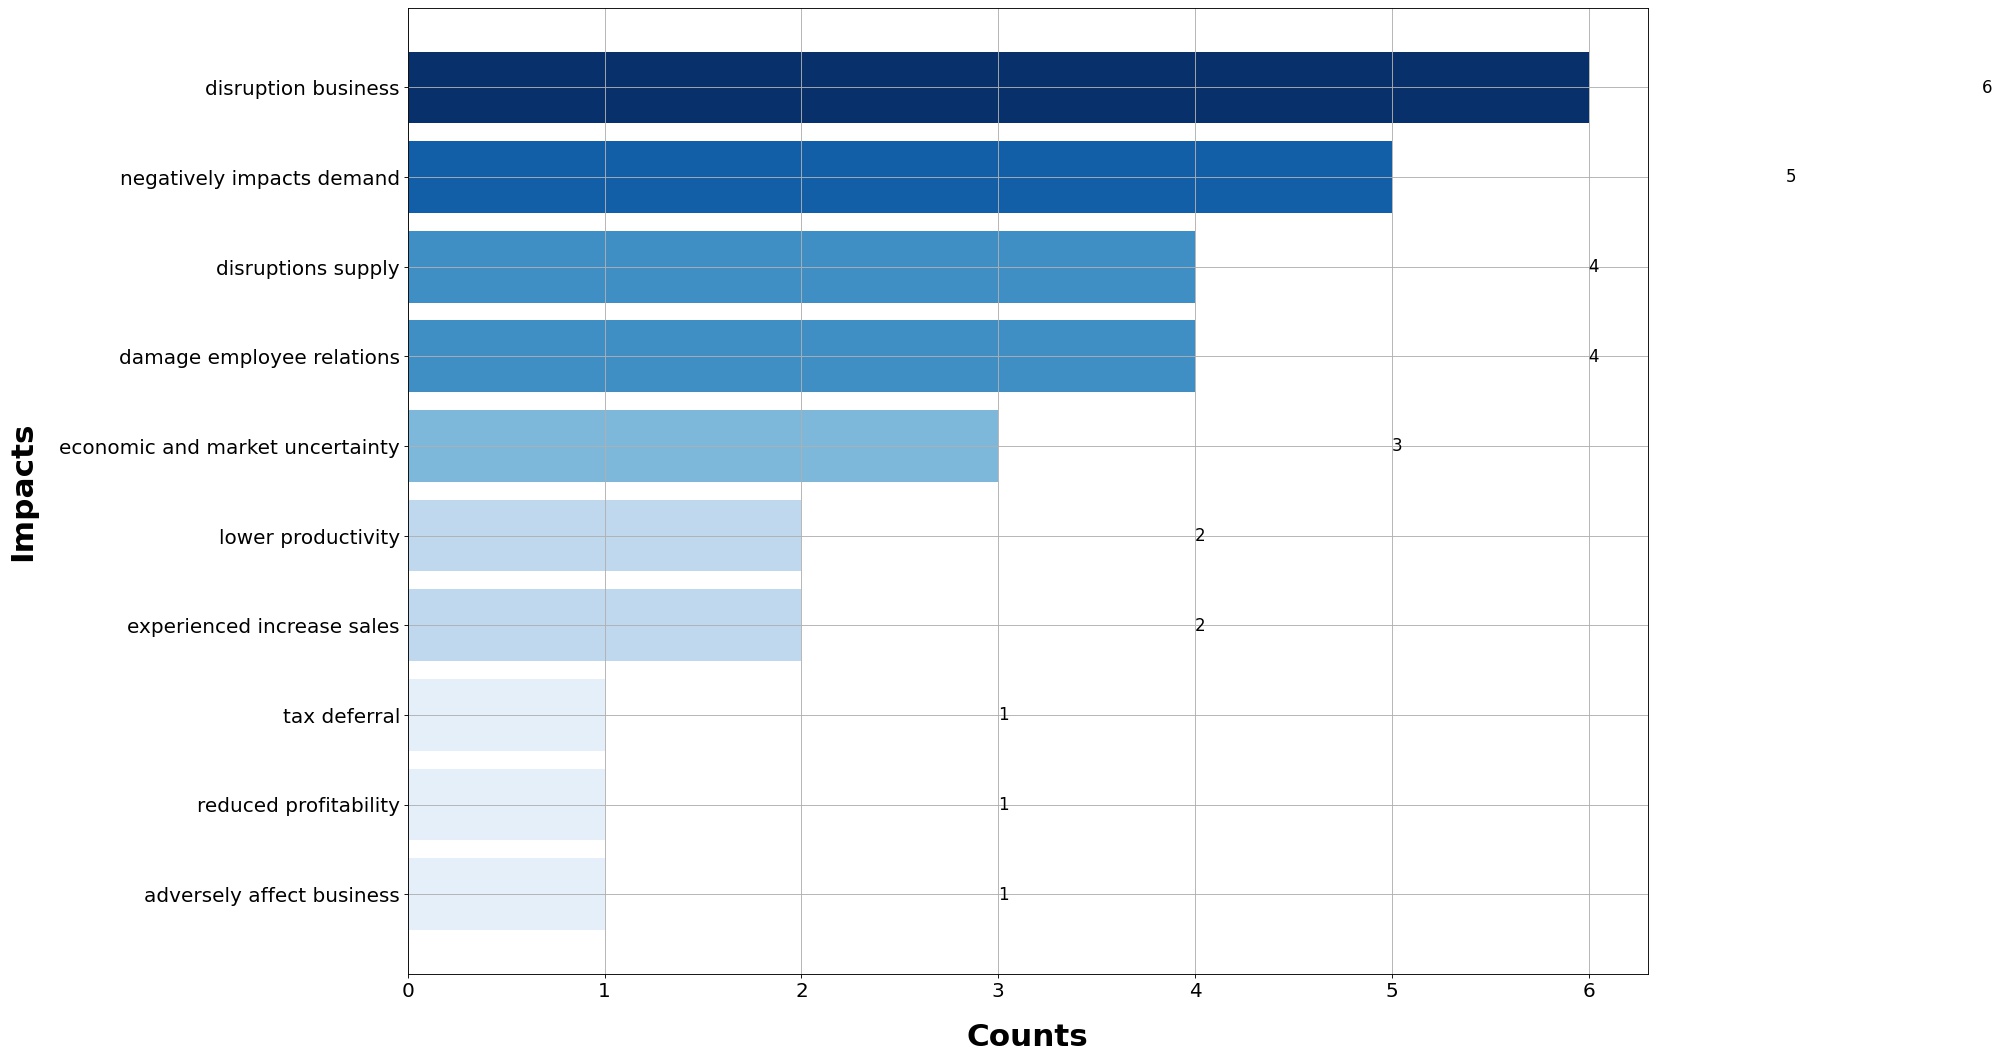 disruption business 6
negatively impacts demand 5
disruptions supply 4
damage employee relations 4
economic and market uncertainty 3
lower productivity 2
experienced increase sales 2
tax deferral 1
reduced profitability 1
adversely affect business 1
Impacts
0 1 2 3 4 5 6
Counts